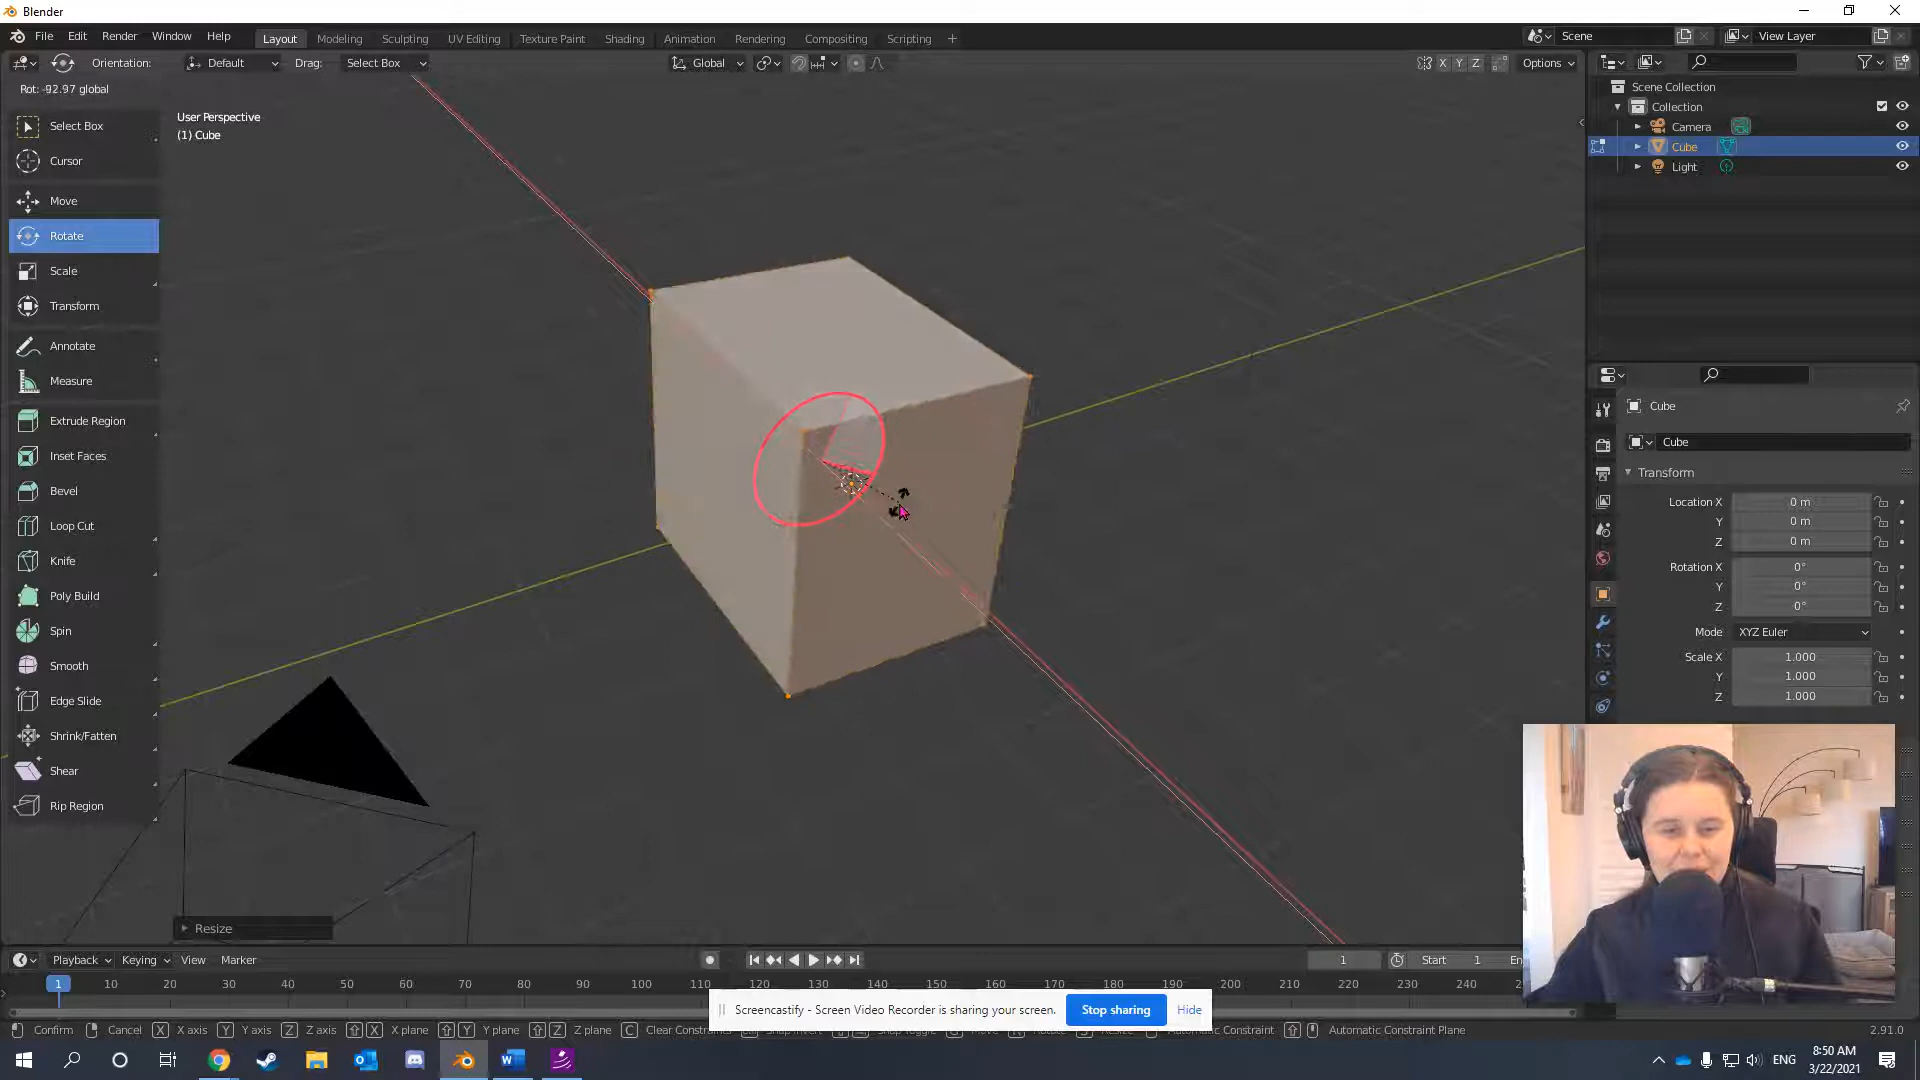 Blender
File Edit Render Window Help
Layout Modeling Sculpting UV Editing Texture Paint Shading Animation Rendering Compositing Scripting +
Scene
View Layer
Orientation: Default Drag: Select Box
Global
X Y Z Options
Rot: -92.97 global
User Perspective
(1) Cube
Select Box
Cursor
Move
Rotate
Scale
Transform
Annotate
Measure
Extrude Region
Inset Faces
Bevel
Loop Cut
Knife
Poly Build
Spin
Smooth
Edge Slide
Shrink/Fatten
Shear
Rip Region
Resize
Scene Collection
Collection
Camera
Cube
Light
Cube
Cube
Transform
Location X 0 m
Y 0 m
Z 0 m
Rotation X 0°
Y 0°
Z 0°
Mode XYZ Euler
Scale X 1.000
Y 1.000
Z 1.000
Playback Keying View Marker
1 Start 1
1 10 20 30 40 50 60 70 80 90 100 110 120 130 140 150 160 170 180 190 200 210 220 230 240
Screencastify - Screen Video Recorder is sharing your screen. Stop sharing Hide
Confirm Cancel X X axis Y Y axis Z Z axis X X plane Y Y plane Z Z plane C Clear Constraints Automatic Constraint Plane
2.91.0
ENG
8:50 AM
3/22/2021